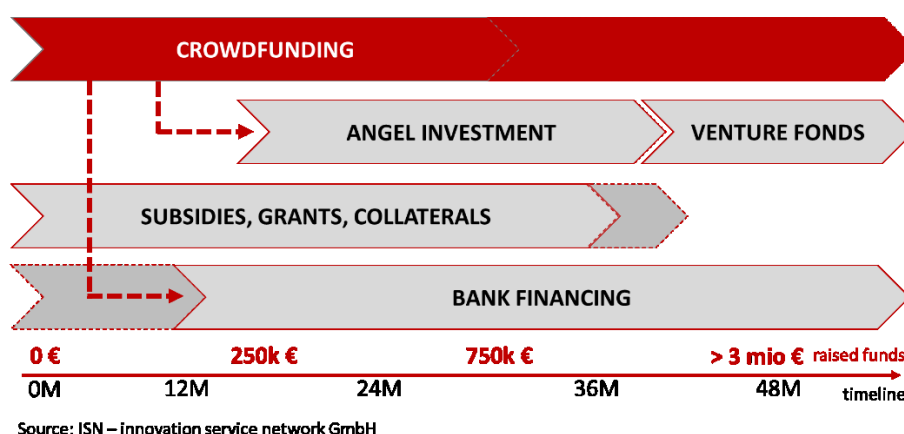 CROWDFUNDING
ANGEL INVESTMENT
VENTURE FONDS
SUBSIDIES, GRANTS, COLLATERALS
BANK FINANCING
0 € 250k € 750k € > 3 mio € raised funds
0M 12M 24M 36M 48M timeline
Source: ISN – innovation service network GmbH